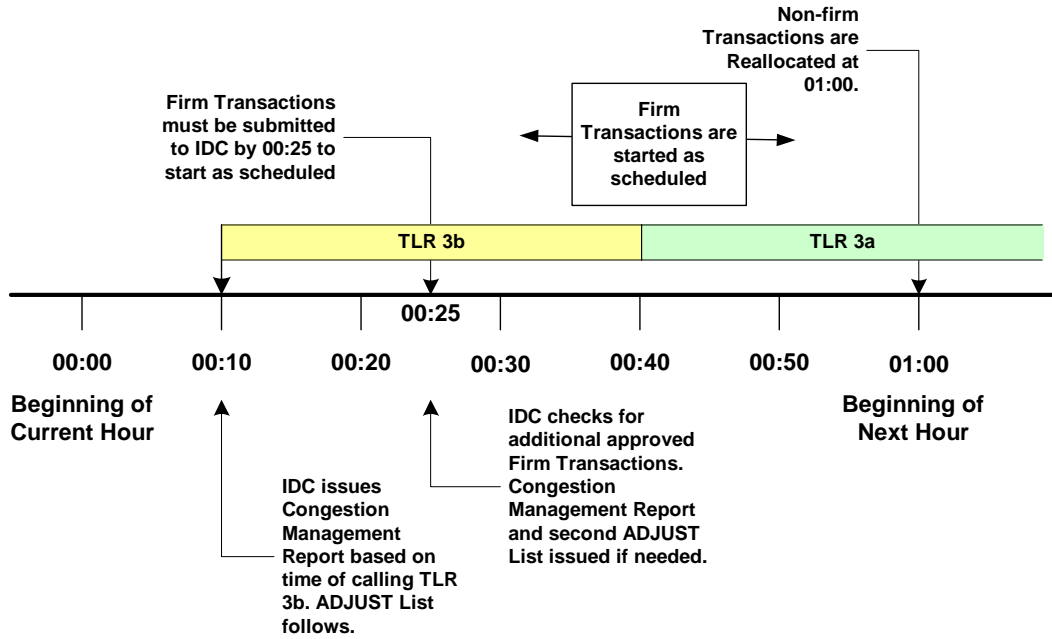 Non-firm
Transactions are
Reallocated at
01:00.
Firm Transactions
must be submitted
to IDC by 00:25 to
start as scheduled
Firm
Transactions are
started as
scheduled
TLR 3b
TLR 3a
00:25
00:00
00:10
00:20
00:30
00:40
00:50
01:00
Beginning of
Current Hour
Beginning of
Next Hour
IDC issues
Congestion
Management
Report based on
time of calling TLR
3b. ADJUST List
follows.
IDC checks for
additional approved
Firm Transactions.
Congestion
Management Report
and second ADJUST
List issued if needed.